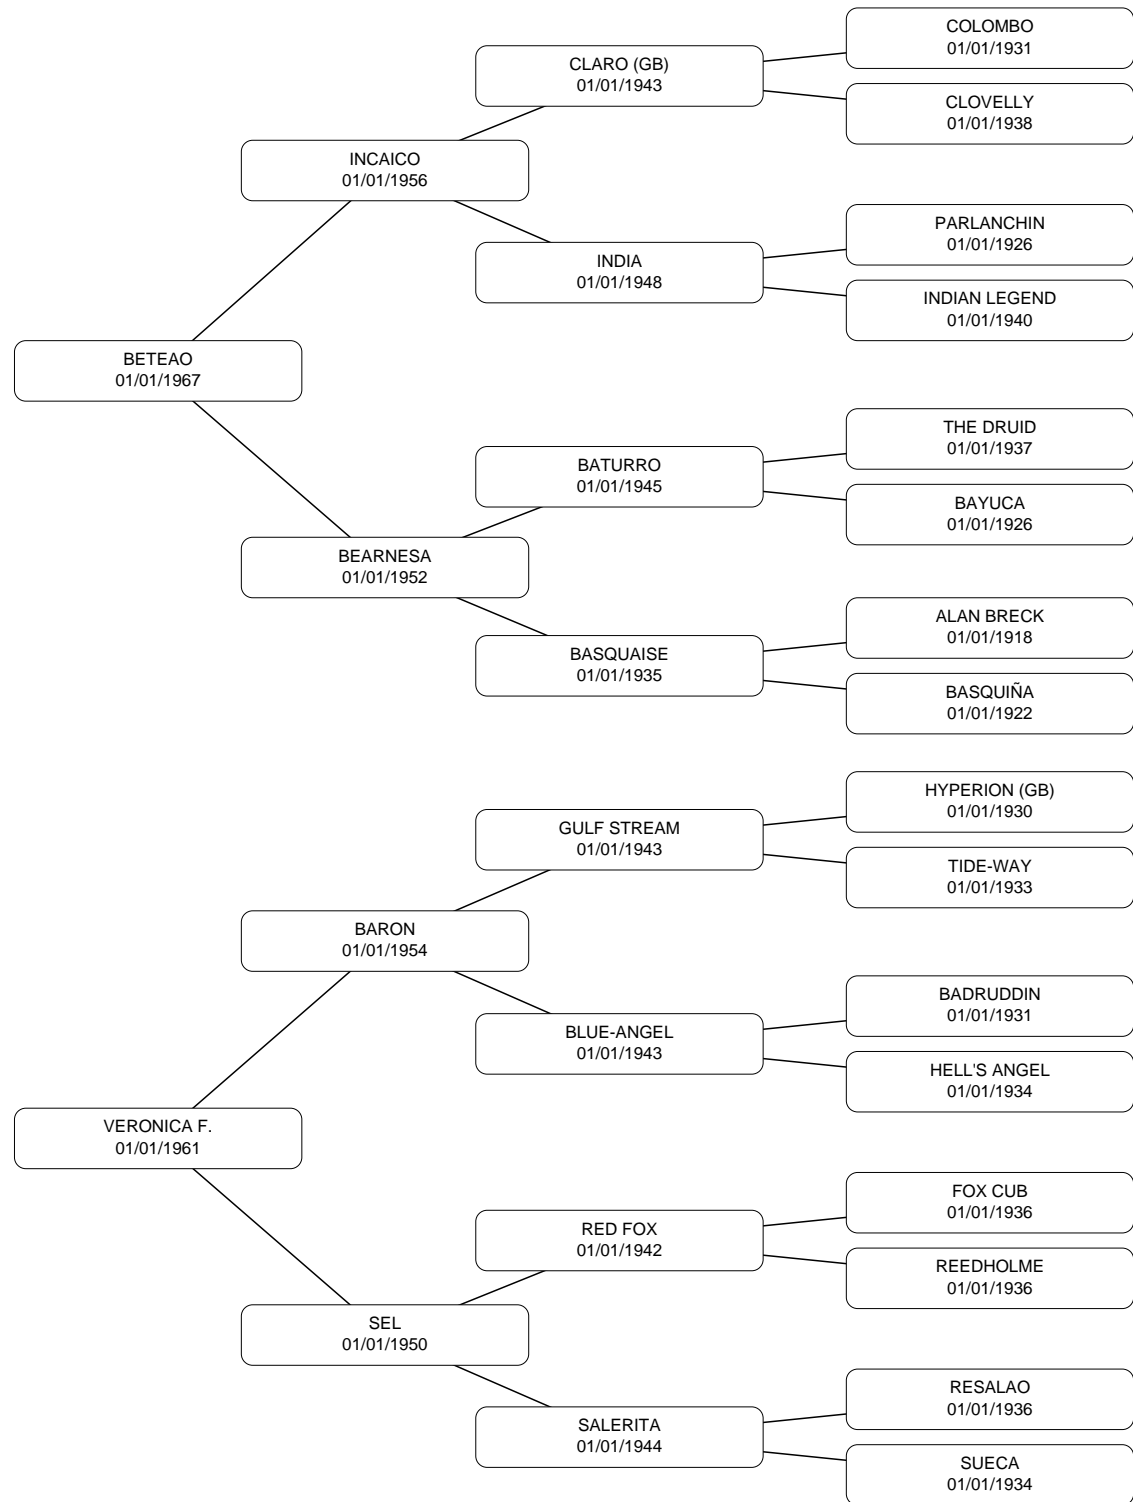 COLOMBO
01/01/1931
CLARO (GB)
01/01/1943
CLOVELLY
01/01/1938
INCAICO
01/01/1956
PARLANCHIN
01/01/1926
INDIA
01/01/1948
INDIAN LEGEND
01/01/1940
BETEAO
01/01/1967
THE DRUID
01/01/1937
BATURRO
01/01/1945
BAYUCA
01/01/1926
BEARNESA
01/01/1952
ALAN BRECK
01/01/1918
BASQUAISE
01/01/1935
BASQUIÑA
01/01/1922
HYPERION (GB)
01/01/1930
GULF STREAM
01/01/1943
TIDE-WAY
01/01/1933
BARON
01/01/1954
BADRUDDIN
01/01/1931
BLUE-ANGEL
01/01/1943
HELL'S ANGEL
01/01/1934
VERONICA F.
01/01/1961
FOX CUB
01/01/1936
RED FOX
01/01/1942
REEDHOLME
01/01/1936
SEL
01/01/1950
RESALAO
01/01/1936
SALERITA
01/01/1944
SUECA
01/01/1934